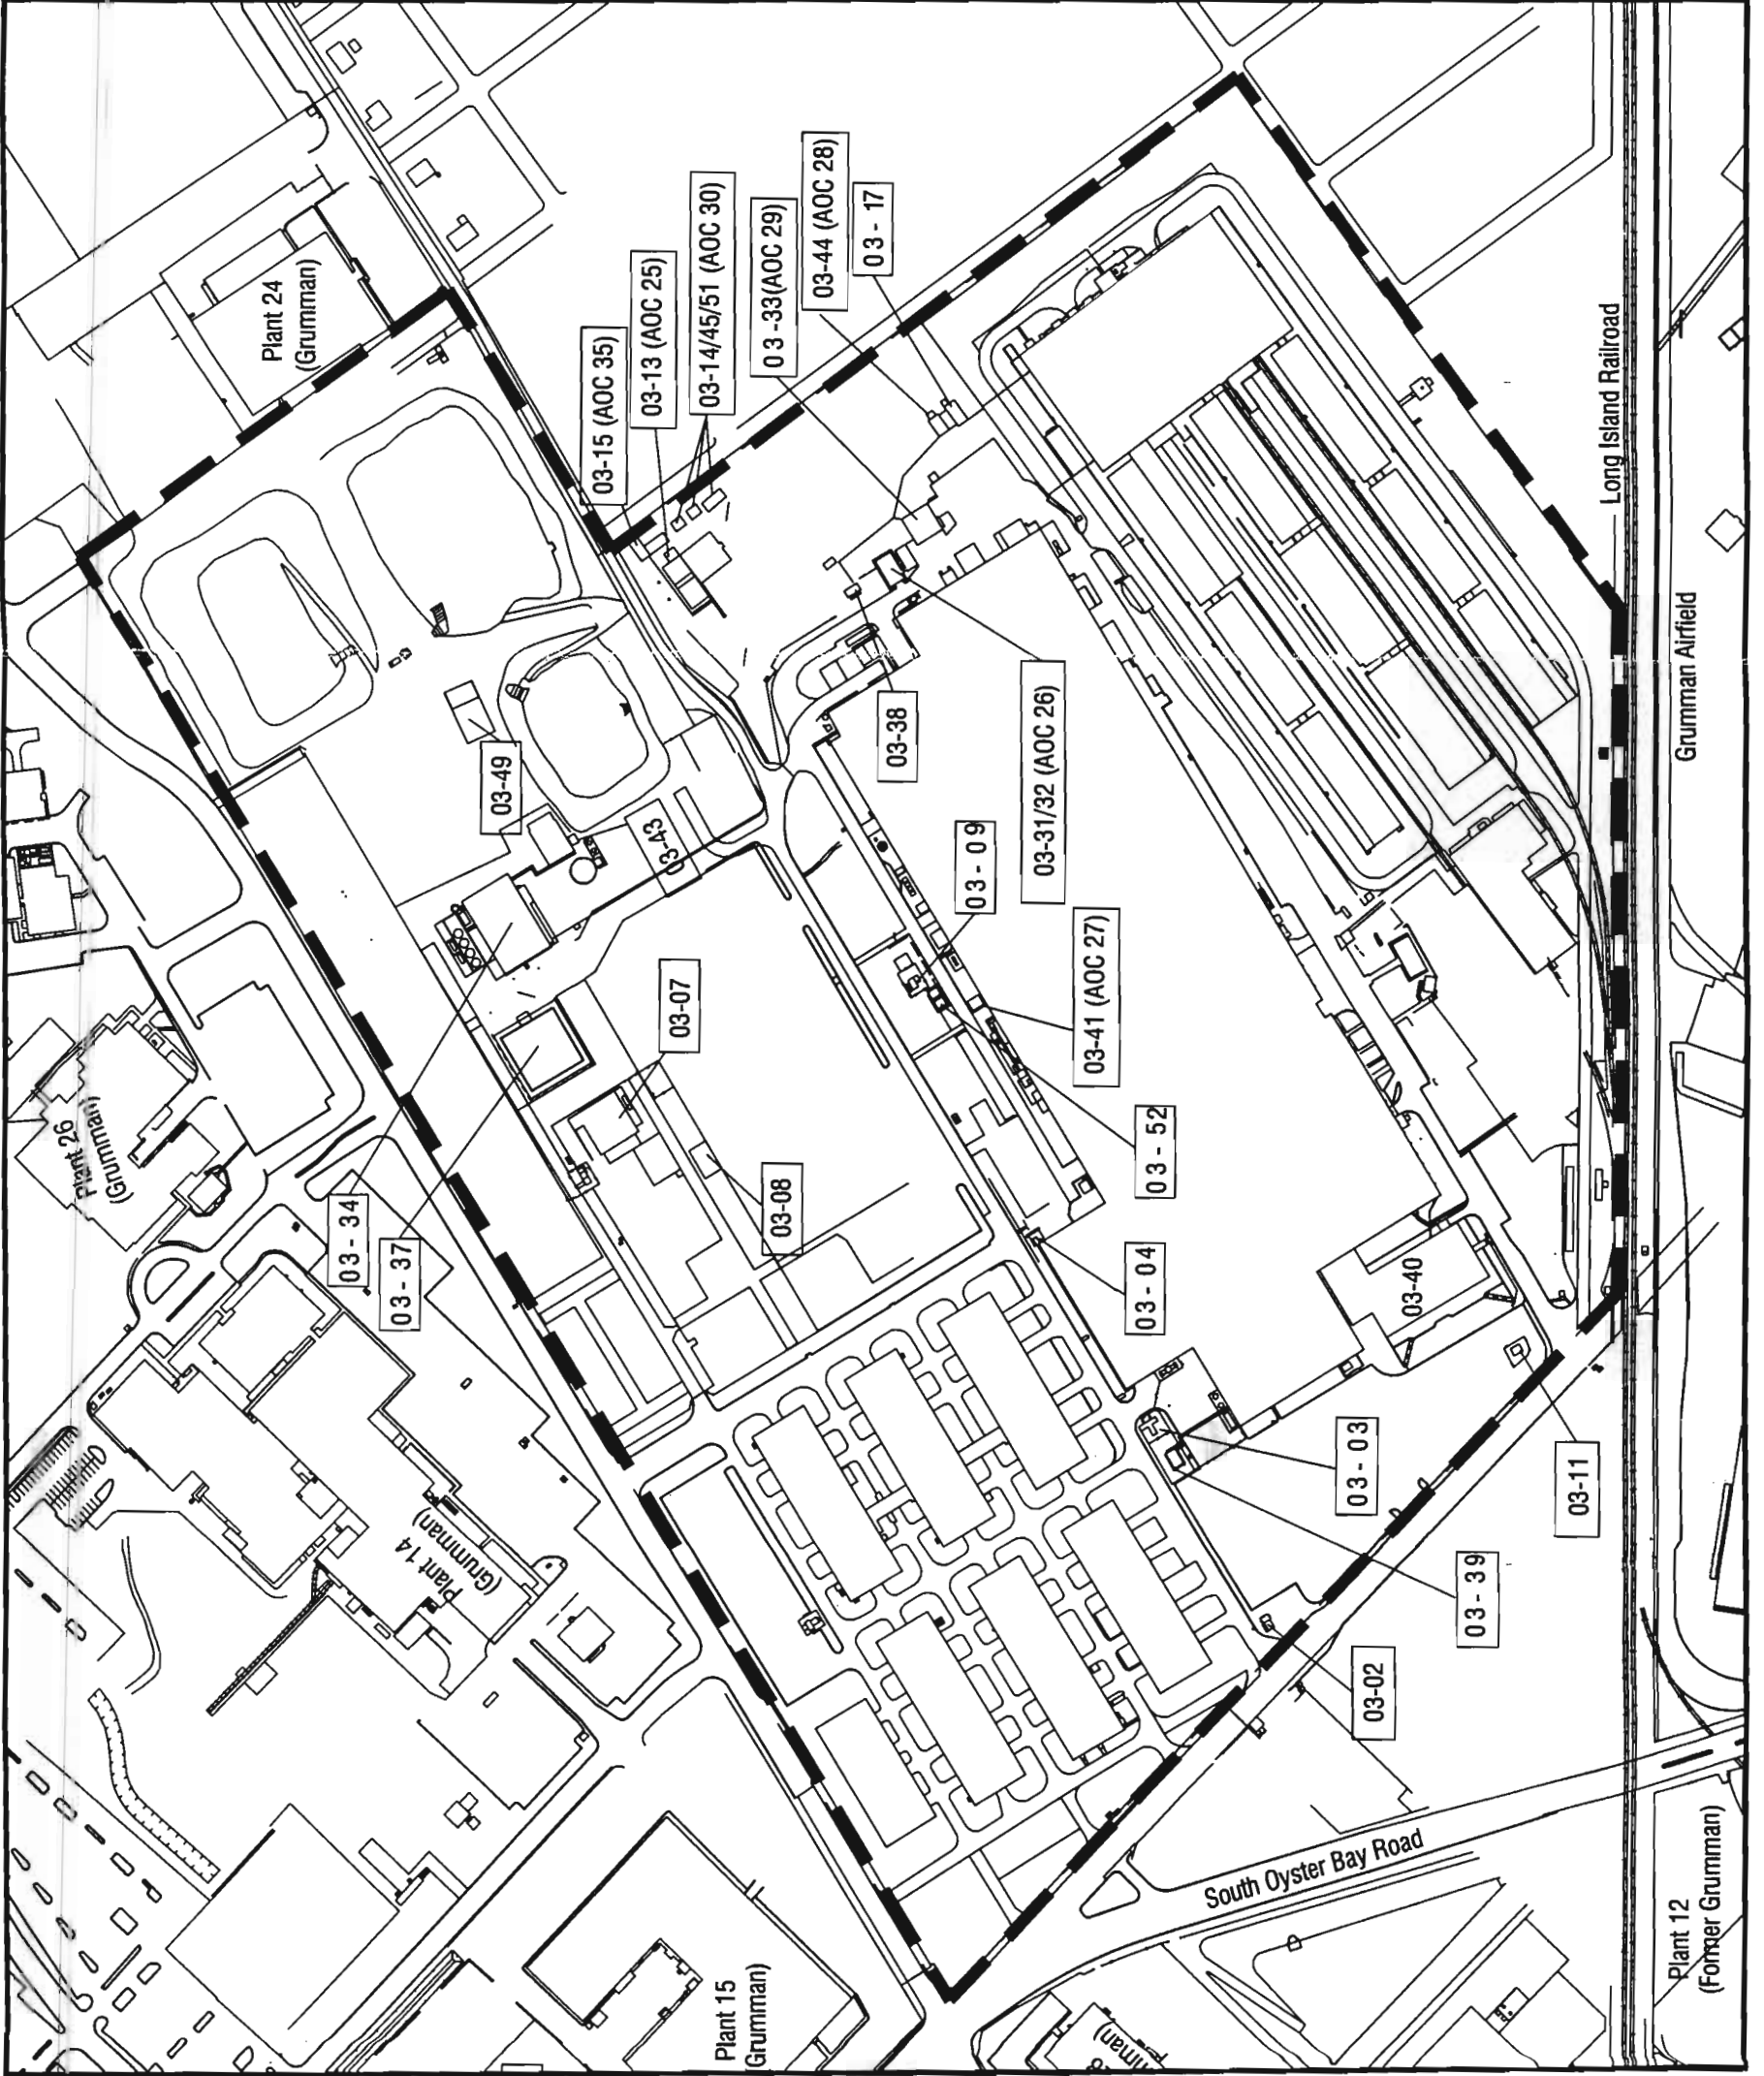 Plant 24
(Grumman)
03-15 (AOC 35)
03-13 (AOC 25)
03-14/45/51 (AOC 30)
03-33(AOC 29)
03-44 (AOC 28)
03-17
Long Island Railroad
Grumman Airfield
03-49
03-43
03-38
03-31/32 (AOC 26)
03-09
03-41 (AOC 27)
03-07
Plant 26
(Grumman)
03-34
03-37
03-08
03-52
03-04
03-40
Plant 14
(Grumman)
03-03
03-11
03-39
03-02
South Oyster Bay Road
Plant 15
(Grumman)
Plant 12
(Former Grumman)